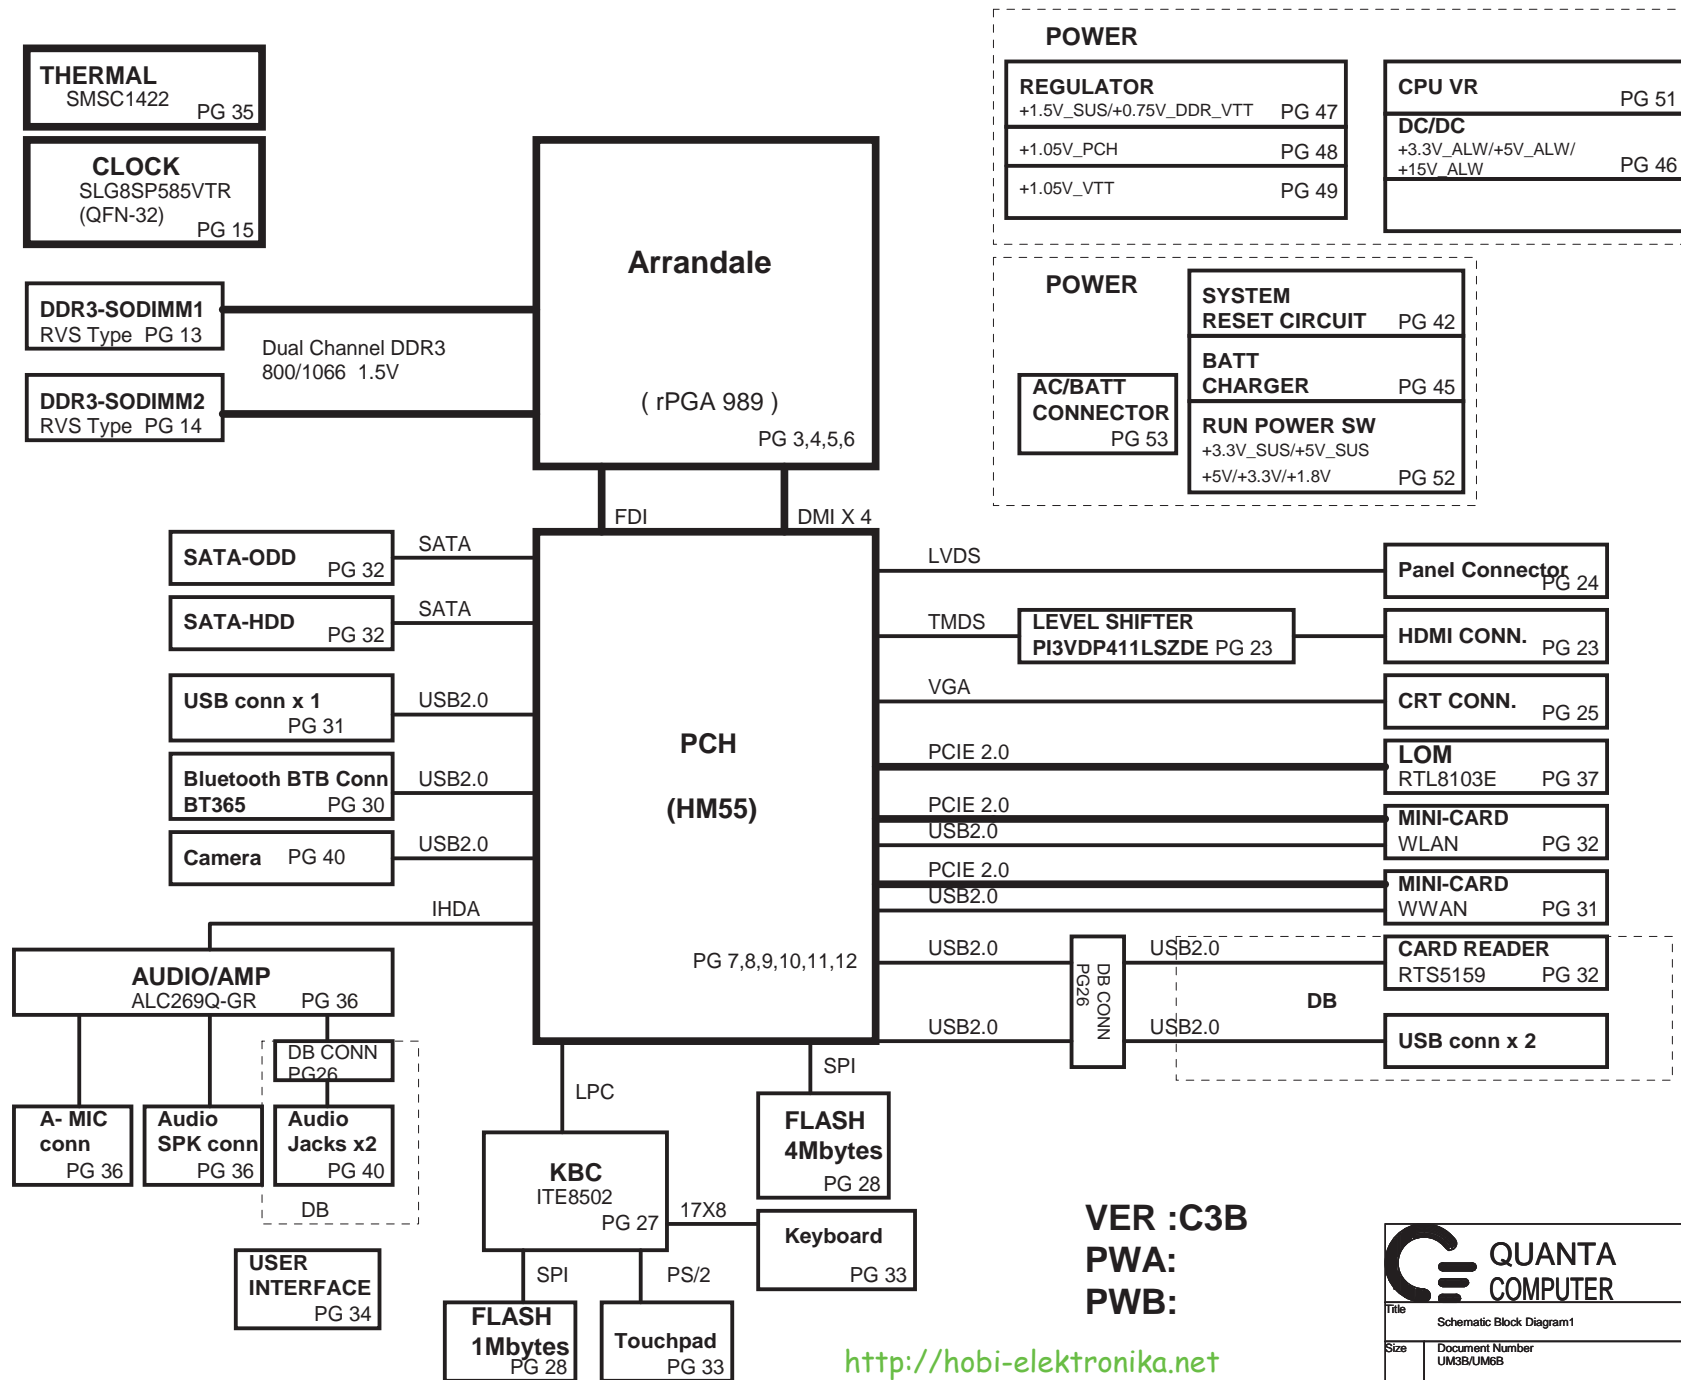 THERMAL
SMSC1422
PG 35
CLOCK
SLG8SP585VTR
(QFN-32)
PG 15
DDR3-SODIMM1
RVS Type PG 13
Dual Channel DDR3
800/1066 1.5V
DDR3-SODIMM2
RVS Type PG 14
Arrandale
( rPGA 989 )
PG 3,4,5,6
FDI
DMI X 4
POWER
REGULATOR
+1.5V_SUS/+0.75V_DDR_VTT PG 47
+1.05V_PCH PG 48
+1.05V_VTT PG 49
CPU VR
PG 51
DC/DC
+3.3V_ALW/+5V_ALW/
+15V_ALW
PG 46
POWER
AC/BATT
CONNECTOR
PG 53
SYSTEM
RESET CIRCUIT PG 42
BATT
CHARGER PG 45
RUN POWER SW
+3.3V_SUS/+5V_SUS
+5V/+3.3V/+1.8V PG 52
SATA-ODD
PG 32
SATA
SATA-HDD
PG 32
SATA
USB conn x 1
PG 31
USB2.0
Bluetooth BTB Conn
BT365 PG 30
USB2.0
Camera PG 40
USB2.0
IHDA
PCH
(HM55)
PG 7,8,9,10,11,12
LVDS
Panel Connector
PG 24
TMDS
LEVEL SHIFTER
PI3VDP411LSZDE PG 23
HDMI CONN.
PG 23
VGA
CRT CONN.
PG 25
PCIE 2.0
LOM
RTL8103E PG 37
PCIE 2.0
USB2.0
MINI-CARD
WLAN PG 32
PCIE 2.0
USB2.0
MINI-CARD
WWAN PG 31
USB2.0
DB CONN
PG26
USB2.0
CARD READER
RTS5159 PG 32
DB
USB2.0
USB2.0
USB conn x 2
AUDIO/AMP
ALC269Q-GR PG 36
DB CONN
PG26
A- MIC
conn
PG 36
Audio
SPK conn
PG 36
Audio
Jacks x2
PG 40
DB
USER
INTERFACE
PG 34
LPC
SPI
KBC
ITE8502
PG 27
FLASH
4Mbytes
PG 28
17X8
Keyboard
PG 33
SPI
PS/2
FLASH
1Mbytes
PG 28
Touchpad
PG 33
VER :C3B
PWA:
PWB:
http://hobi-elektronika.net
QUANTA
COMPUTER
Title
Schematic Block Diagram1
Size
Document Number
UM3B/UM6B